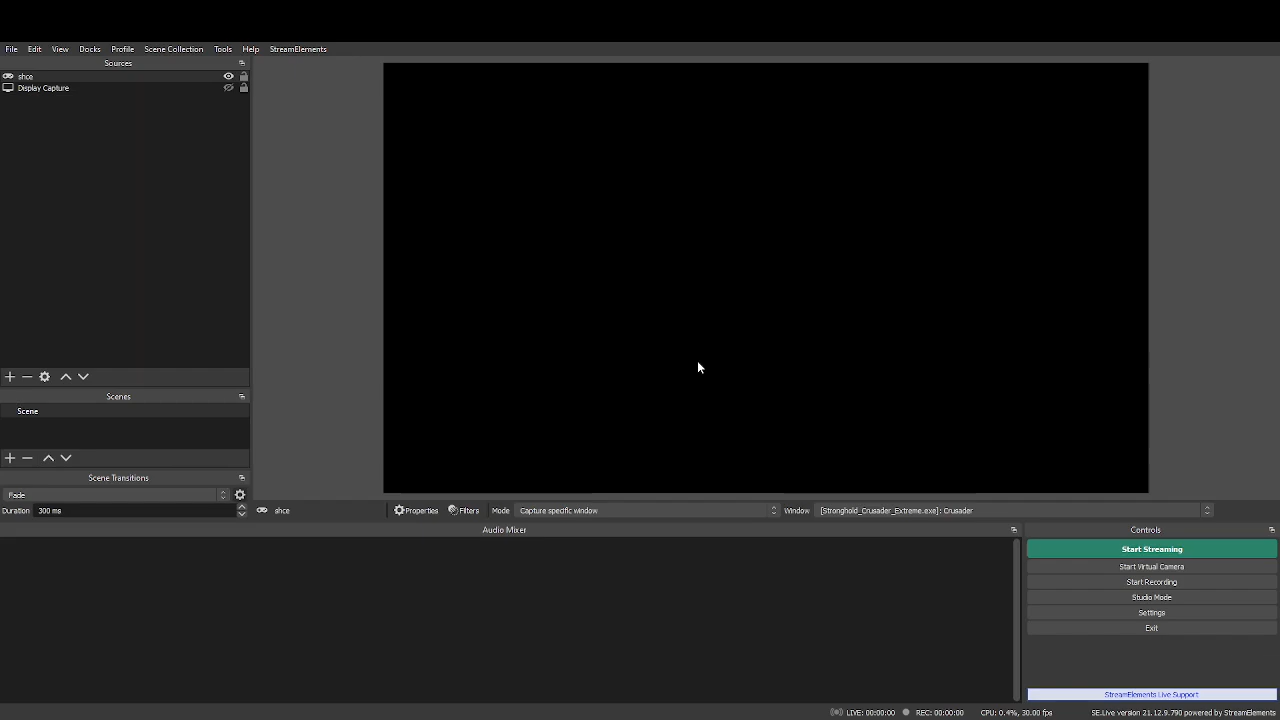 File Edit View Docks Profile Scene Collection Tools Help StreamElements
Sources
shce
Display Capture
Scenes
Scene
Scene Transitions
Fade
Duration 300 ms
shce Properties Filters Mode Capture specific window Window [Stronghold_Crusader_Extreme.exe]: Crusader
Audio Mixer
Controls
Start Streaming
Start Virtual Camera
Start Recording
Studio Mode
Settings
Exit
StreamElements Live Support
LIVE: 00:00:00 REC: 00:00:00 CPU: 0.4%, 30.00 fps SE.Live version 21.12.9.790 powered by StreamElements